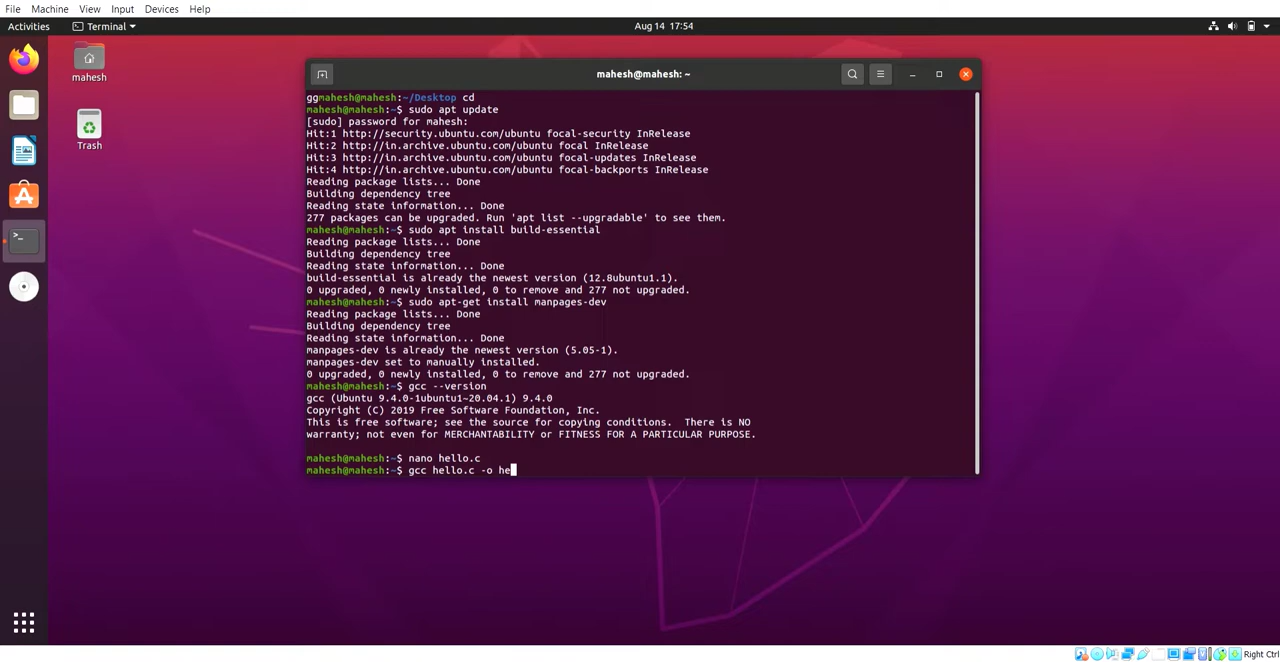 File Machine View Input Devices Help
Activities Terminal Aug 14 17:54
mahesh
Trash
mahesh@mahesh: ~
ggmahesh@mahesh:~/Desktop cd
mahesh@mahesh:~$ sudo apt update
[sudo] password for mahesh:
Hit:1 http://security.ubuntu.com/ubuntu focal-security InRelease
Hit:2 http://in.archive.ubuntu.com/ubuntu focal InRelease
Hit:3 http://in.archive.ubuntu.com/ubuntu focal-updates InRelease
Hit:4 http://in.archive.ubuntu.com/ubuntu focal-backports InRelease
Reading package lists... Done
Building dependency tree
Reading state information... Done
277 packages can be upgraded. Run 'apt list --upgradable' to see them.
mahesh@mahesh:~$ sudo apt install build-essential
Reading package lists... Done
Building dependency tree
Reading state information... Done
build-essential is already the newest version (12.8ubuntu1.1).
0 upgraded, 0 newly installed, 0 to remove and 277 not upgraded.
mahesh@mahesh:~$ sudo apt-get install manpages-dev
Reading package lists... Done
Building dependency tree
Reading state information... Done
manpages-dev is already the newest version (5.05-1).
manpages-dev set to manually installed.
0 upgraded, 0 newly installed, 0 to remove and 277 not upgraded.
mahesh@mahesh:~$ gcc --version
gcc (Ubuntu 9.4.0-1ubuntu1~20.04.1) 9.4.0
Copyright (C) 2019 Free Software Foundation, Inc.
This is free software; see the source for copying conditions.  There is NO
warranty; not even for MERCHANTABILITY or FITNESS FOR A PARTICULAR PURPOSE.
mahesh@mahesh:~$ nano hello.c
mahesh@mahesh:~$ gcc hello.c -o he
Right Ctrl